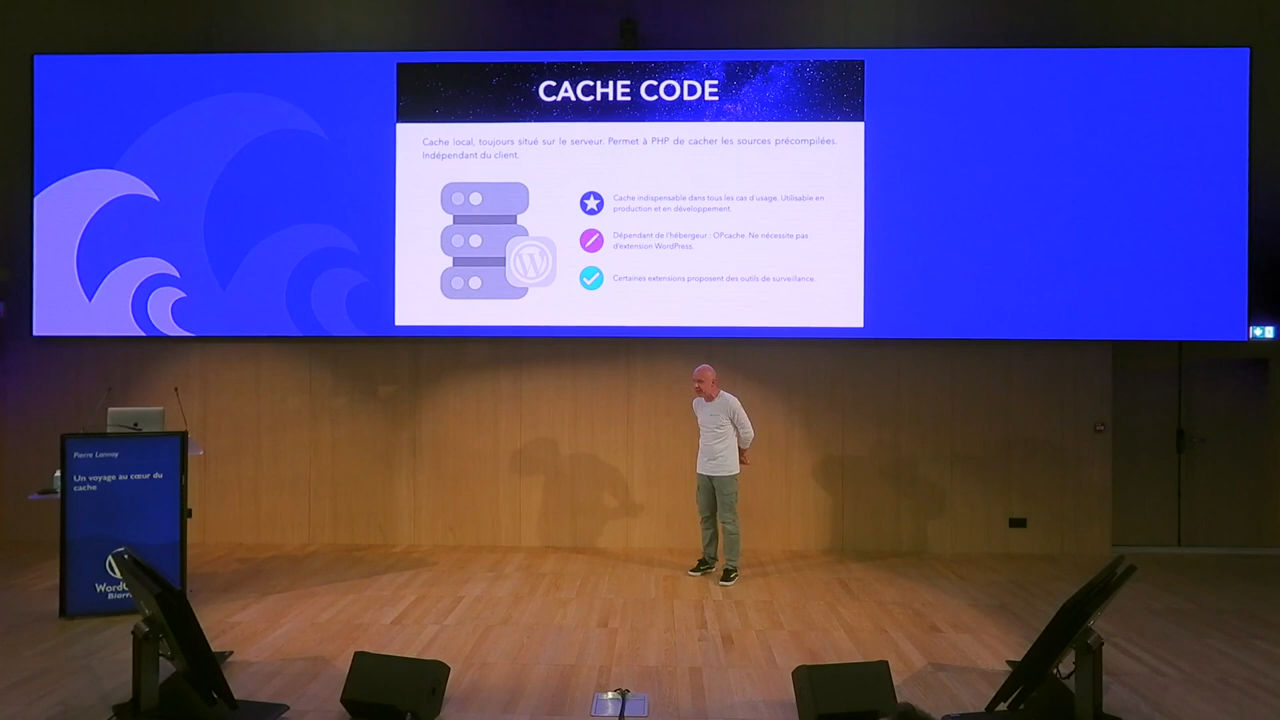 CACHE CODE
Cache local, toujours situé sur le serveur. Permet à PHP de cacher les sources précompilées.
Indépendant du client.
Cache indispensable dans tous les cas d'usage. Utilisable en
production et en développement.
Dépendant de l'hébergeur : OPcache. Ne nécessite pas
d'extension WordPress.
Certaines extensions proposent des outils de surveillance.
Pierre Lannoy
Un voyage au cœur du
cache